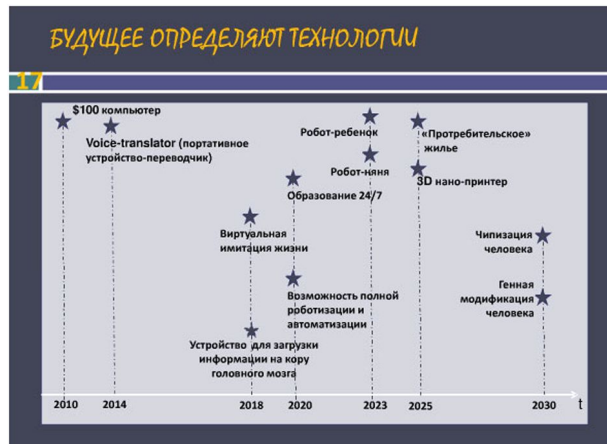 БУДУЩЕЕ ОПРЕДЕЛЯЮТ ТЕХНОЛОГИИ
17
$100 компьютер
Voice-translator (портативное
устройство-переводчик)
Робот-ребенок
«Протребительское»
жилье
Робот-няня
3D нано-принтер
Образование 24/7
Виртуальная
имитация жизни
Чипизация
человека
Возможность полной
роботизации и
автоматизации
Генная
модификация
человека
Устройство для загрузки
информации на кору
головного мозга
2010
2014
2018
2020
2023
2025
2030
t